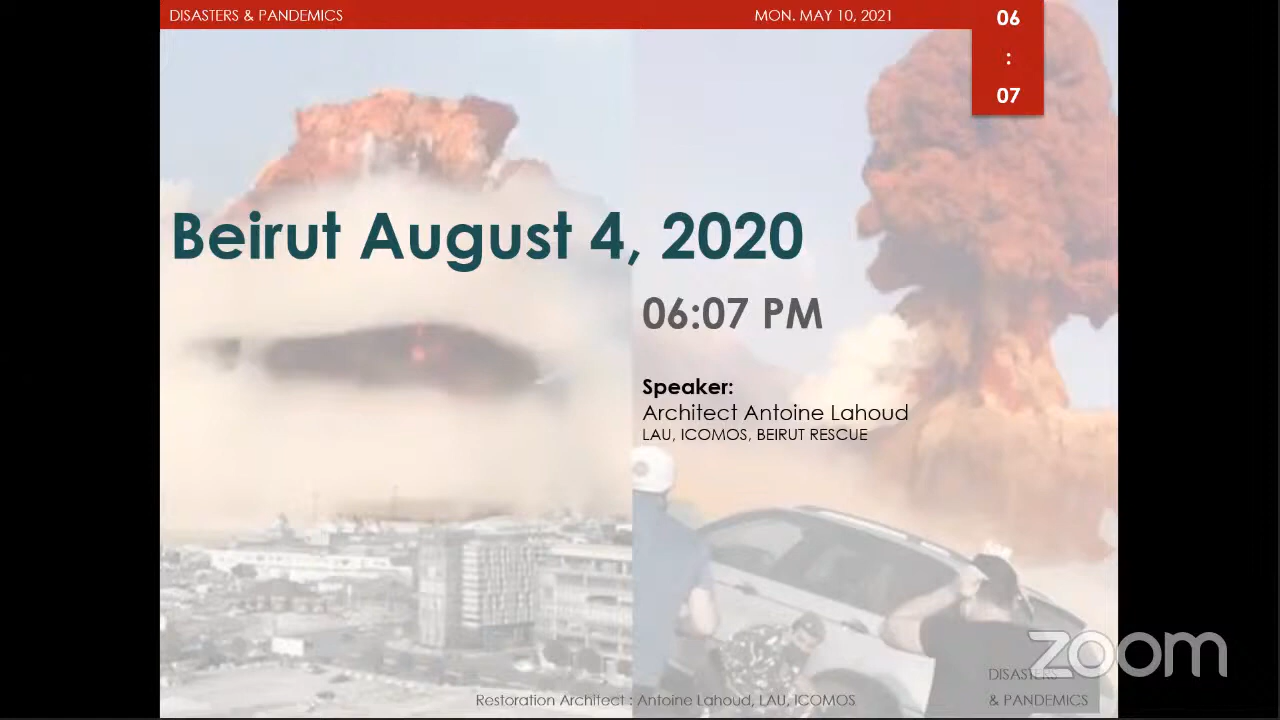 DISASTERS & PANDEMICS
MON. MAY 10, 2021
06
:
07
Beirut August 4, 2020
06:07 PM
Speaker:
Architect Antoine Lahoud
LAU, ICOMOS, BEIRUT RESCUE
zoom
DISASTERS
& PANDEMICS
Restoration Architect : Antoine Lahoud, LAU, ICOMOS